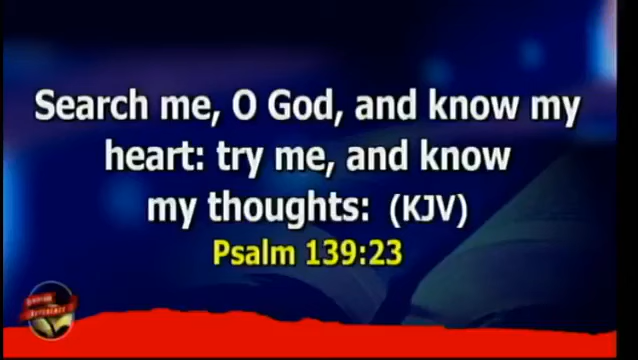 Search me, O God, and know my
heart: try me, and know
my thoughts: (KJV)
Psalm 139:23